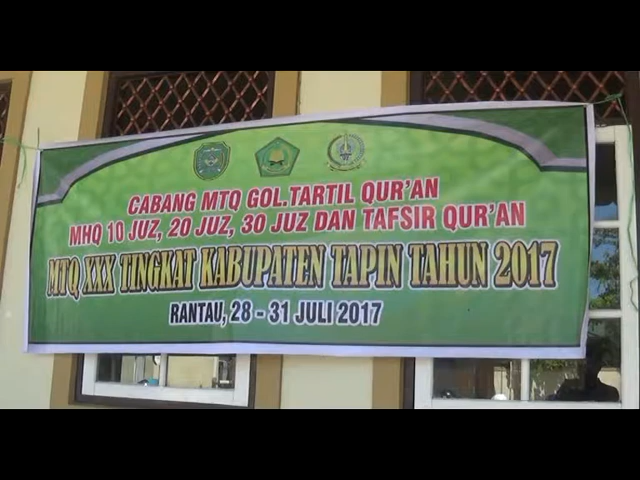 CABANG MTQ GOL.TARTIL QUR'AN
MHQ 10 JUZ, 20 JUZ, 30 JUZ DAN TAFSIR QUR'AN
MTQ XXX TINGKAT KABUPATEN TAPIN TAHUN 2017
RANTAU, 28 - 31 JULI 2017